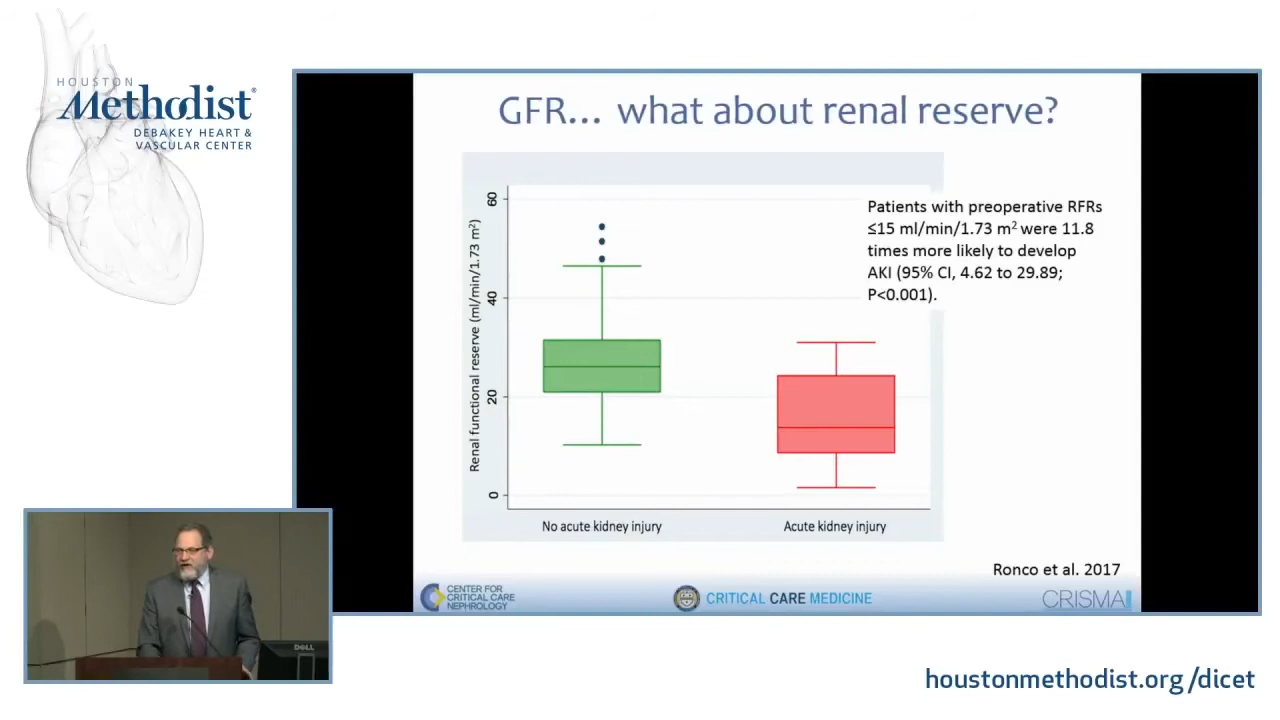 HOUSTON
Methodist®
DEBAKEY HEART &
VASCULAR CENTER
GFR... what about renal reserve?
Renal functional reserve (ml/min/1.73 m²)
60
40
20
0
No acute kidney injury
Acute kidney injury
Patients with preoperative RFRs
≤15 ml/min/1.73 m² were 11.8
times more likely to develop
AKI (95% CI, 4.62 to 29.89;
P<0.001).
Ronco et al. 2017
CENTER FOR
CRITICAL CARE
NEPHROLOGY
CRITICAL CARE MEDICINE
CRISMA
DELL
houstonmethodist.org/dicet